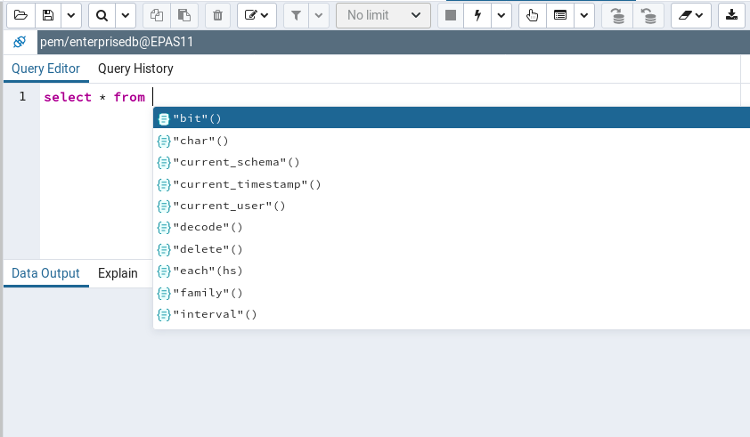 No limit
pem/enterprisedb@EPAS11
Query Editor Query History
1 select * from
"bit"()
"char"()
"current_schema"()
"current_timestamp"()
"current_user"()
"decode"()
"delete"()
"each"(hs)
"family"()
"interval"()
Data Output Explain